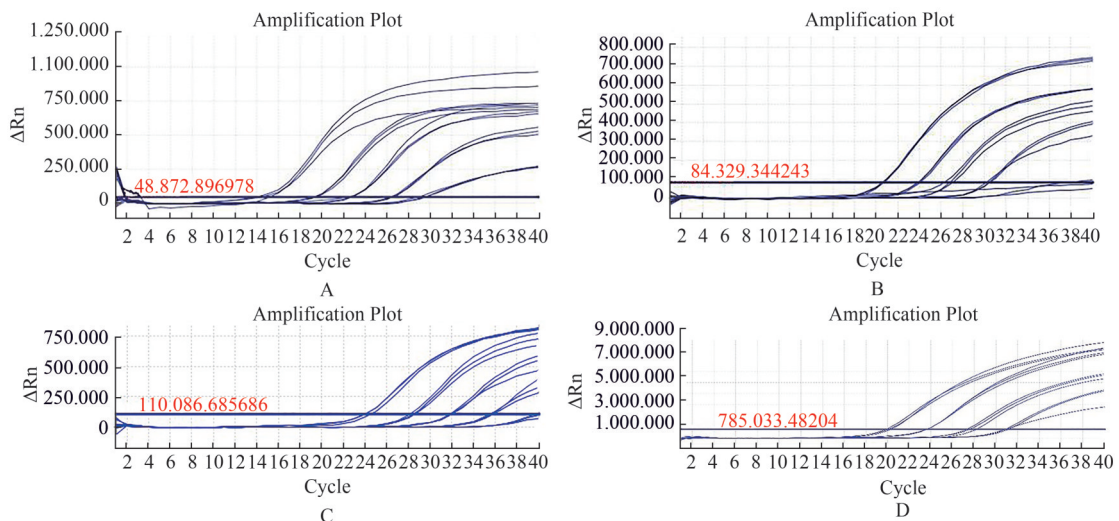 Amplification Plot
1.250.000
1.100.000
750.000
500.000
250.000
0
ΔRn
48.872.896978
2 4 6 8 10 12 14 16 18 20 22 24 26 28 30 32 34 36 38 40
Cycle
A
Amplification Plot
800.000
700.000
600.000
500.000
400.000
300.000
200.000
100.000
0
ΔRn
84.329.344243
2 4 6 8 10 12 14 16 18 20 22 24 26 28 30 32 34 36 38 40
Cycle
B
Amplification Plot
750.000
500.000
250.000
0
ΔRn
110.086.685686
2 4 6 8 10 12 14 16 18 20 22 24 26 28 30 32 34 36 38 40
Cycle
C
Amplification Plot
9.000.000
7.000.000
5.000.000
3.000.000
1.000.000
ΔRn
785.033.48204
2 4 6 8 10 12 14 16 18 20 22 24 26 28 30 32 34 36 38 40
Cycle
D